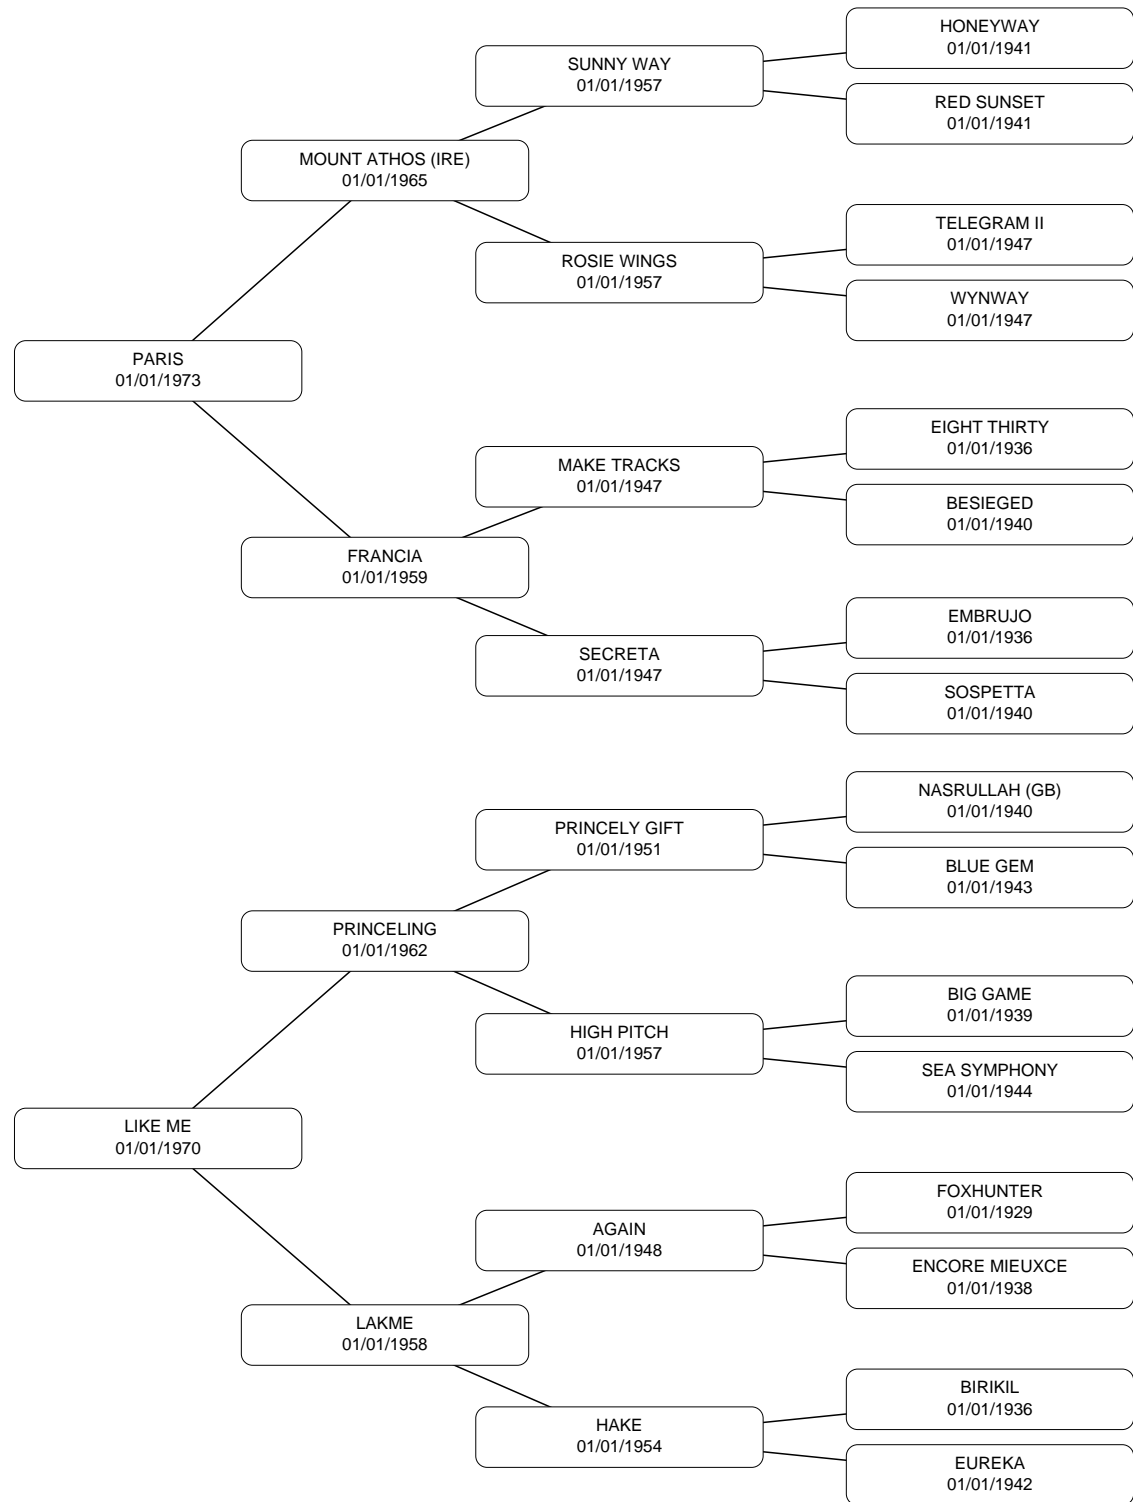 HONEYWAY
01/01/1941
SUNNY WAY
01/01/1957
RED SUNSET
01/01/1941
MOUNT ATHOS (IRE)
01/01/1965
TELEGRAM II
01/01/1947
ROSIE WINGS
01/01/1957
WYNWAY
01/01/1947
PARIS
01/01/1973
EIGHT THIRTY
01/01/1936
MAKE TRACKS
01/01/1947
BESIEGED
01/01/1940
FRANCIA
01/01/1959
EMBRUJO
01/01/1936
SECRETA
01/01/1947
SOSPETTA
01/01/1940
NASRULLAH (GB)
01/01/1940
PRINCELY GIFT
01/01/1951
BLUE GEM
01/01/1943
PRINCELING
01/01/1962
BIG GAME
01/01/1939
HIGH PITCH
01/01/1957
SEA SYMPHONY
01/01/1944
LIKE ME
01/01/1970
FOXHUNTER
01/01/1929
AGAIN
01/01/1948
ENCORE MIEUXCE
01/01/1938
LAKME
01/01/1958
BIRIKIL
01/01/1936
HAKE
01/01/1954
EUREKA
01/01/1942